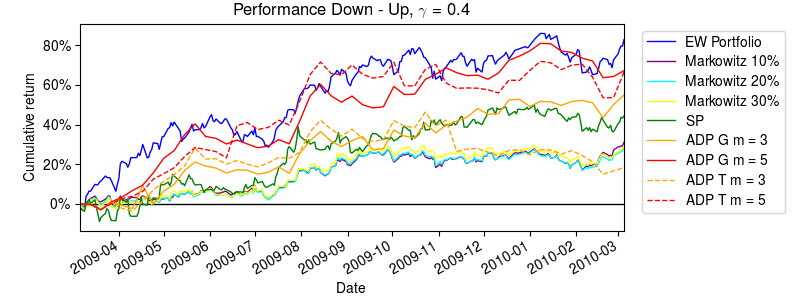 Performance Down - Up, γ = 0.4
Cumulative return
80%
60%
40%
20%
0%
2009-04
2009-05
2009-06
2009-07
2009-08
2009-09
2009-10
2009-11
2009-12
2010-01
2010-02
2010-03
Date
EW Portfolio
Markowitz 10%
Markowitz 20%
Markowitz 30%
SP
ADP G m = 3
ADP G m = 5
ADP T m = 3
ADP T m = 5